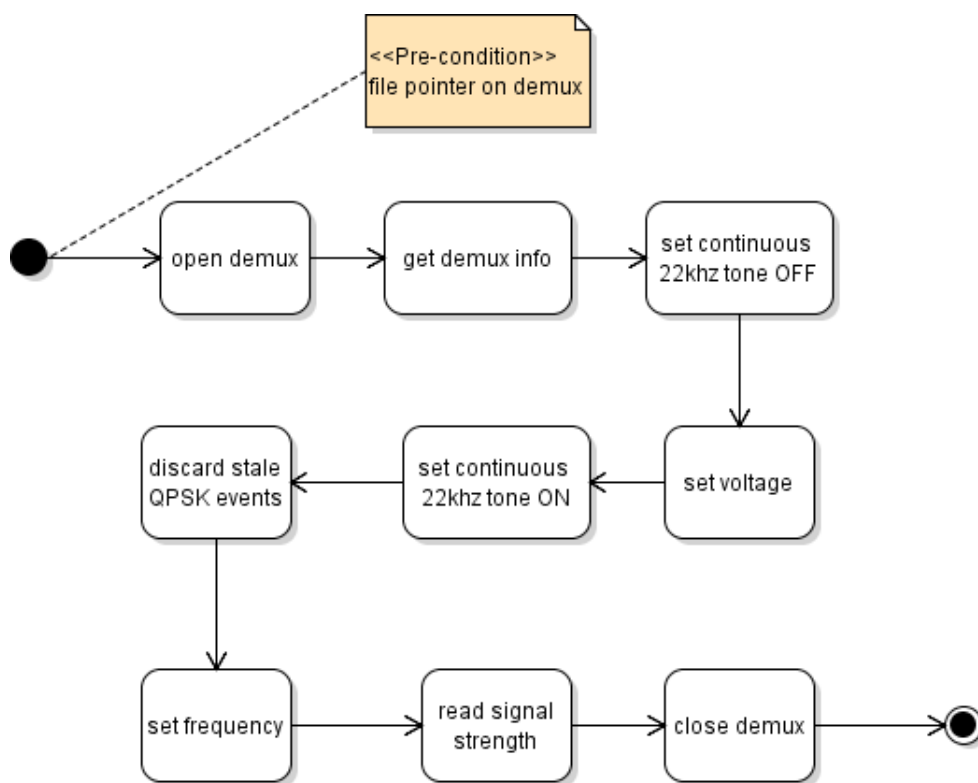 <<Pre-condition>>
file pointer on demux
open demux
get demux info
set continuous
22khz tone OFF
set voltage
set continuous
22khz tone ON
discard stale
QPSK events
set frequency
read signal
strength
close demux